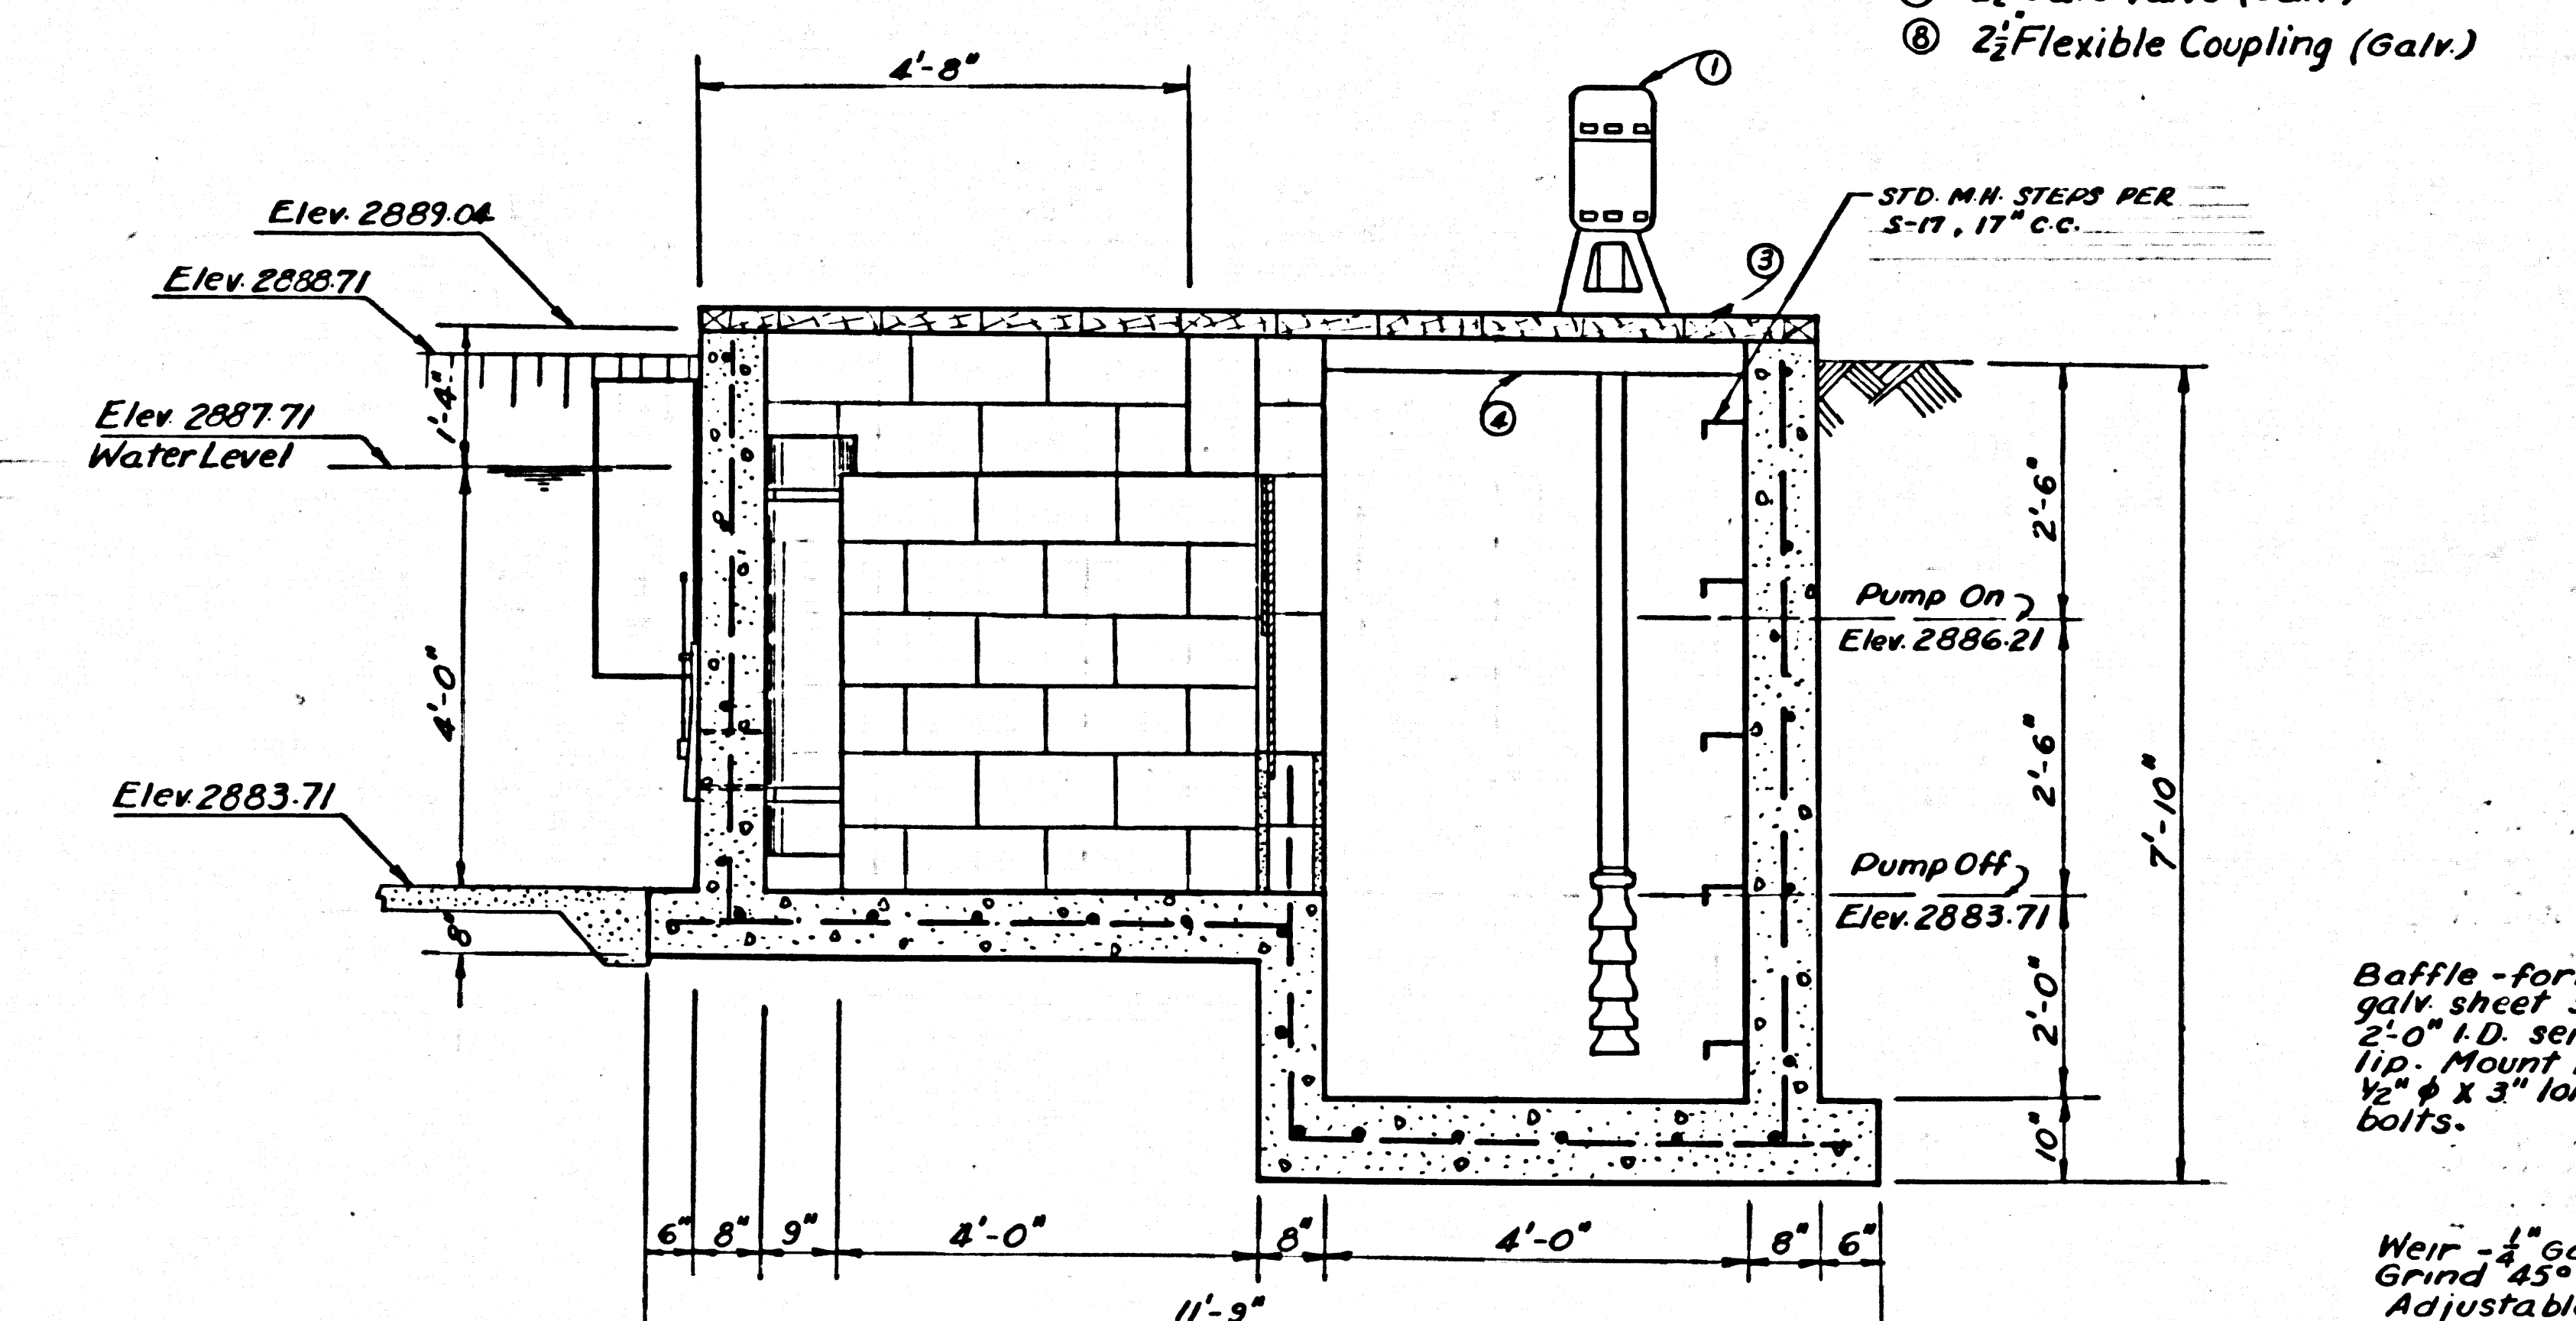 ⑧ 2½" Flexible Coupling (Galv.)
4'-8"
①
STD. M.H. STEPS PER
S-17, 17" C.C.
Elev. 2889.04
Elev. 2888.71
③
1'-4"
④
Elev. 2887.71
Water Level
2'-6"
Pump On
Elev. 2886.21
4'-0"
2'-6"
7'-10"
Elev. 2883.71
Pump Off
Elev. 2883.71
8"
2'-0"
10"
Baffle - for
galv. sheet
2'-0" I.D.
lip. Mount
½" φ x 3"
bolts.
6" 8" 9" 4'-0" 8" 4'-0" 8" 6"
11'-9"
Weir - ¼"
Grind 45°
Adjustable